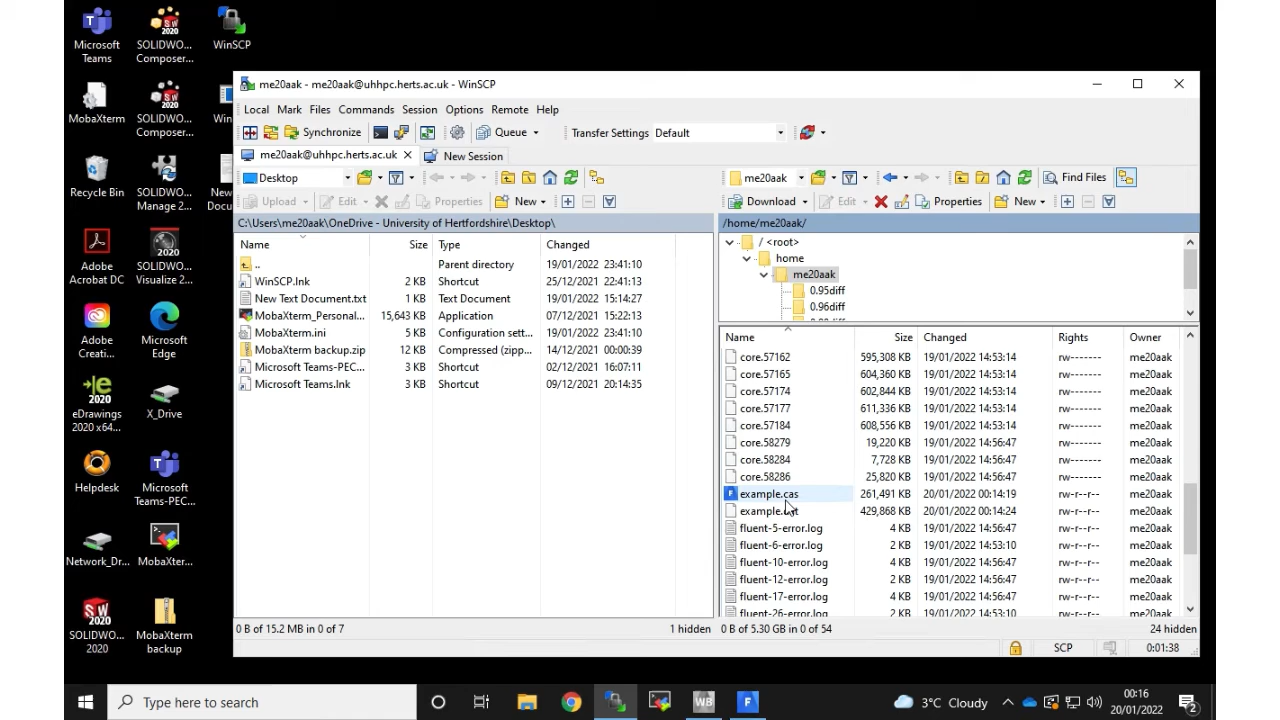 Microsoft
Teams
SOLIDWO...
Composer...
WinSCP
MobaXterm
SOLIDWO...
Composer...
Win
Recycle Bin
SOLIDWO...
Manage 2...
New
Docu
Adobe
Acrobat DC
SOLIDWO...
Visualize 2...
Adobe
Creati...
Microsoft
Edge
eDrawings
2020 x64...
X_Drive
Helpdesk
Microsoft
Teams-PEC...
Network_Dr...
MobaXter...
SOLIDWO...
2020
MobaXterm
backup
me20aak - me20aak@uhhpc.herts.ac.uk - WinSCP
Local Mark Files Commands Session Options Remote Help
Synchronize Queue Transfer Settings Default
me20aak@uhhpc.herts.ac.uk New Session
Desktop
Upload Edit Properties New
C:\Users\me20aak\OneDrive - University of Hertfordshire\Desktop\
Name Size Type Changed
.. Parent directory 19/01/2022 23:41:10
WinSCP.lnk 2 KB Shortcut 25/12/2021 22:41:13
New Text Document.txt 1 KB Text Document 19/01/2022 15:14:27
MobaXterm_Personal... 15,643 KB Application 07/12/2021 15:22:13
MobaXterm.ini 5 KB Configuration sett... 19/01/2022 23:41:10
MobaXterm backup.zip 12 KB Compressed (zipp... 14/12/2021 00:00:39
Microsoft Teams-PEC... 3 KB Shortcut 02/12/2021 16:07:11
Microsoft Teams.lnk 3 KB Shortcut 09/12/2021 20:14:35
0 B of 15.2 MB in 0 of 7 1 hidden
me20aak Find Files
Download Edit Properties New
/home/me20aak/
/ <root>
home
me20aak
0.95diff
0.96diff
Name Size Changed Rights Owner
core.57162 595,308 KB 19/01/2022 14:53:14 rw------- me20aak
core.57165 604,360 KB 19/01/2022 14:53:14 rw------- me20aak
core.57174 602,844 KB 19/01/2022 14:53:14 rw------- me20aak
core.57177 611,336 KB 19/01/2022 14:53:14 rw------- me20aak
core.57184 608,556 KB 19/01/2022 14:53:14 rw------- me20aak
core.58279 19,220 KB 19/01/2022 14:56:47 rw------- me20aak
core.58284 7,728 KB 19/01/2022 14:56:47 rw------- me20aak
core.58286 25,820 KB 19/01/2022 14:56:47 rw------- me20aak
example.cas 261,491 KB 20/01/2022 00:14:19 rw-r--r-- me20aak
429,868 KB 20/01/2022 00:14:24 rw-r--r-- me20aak
fluent-5-error.log 4 KB 19/01/2022 14:56:47 rw-r--r-- me20aak
fluent-6-error.log 2 KB 19/01/2022 14:53:10 rw-r--r-- me20aak
fluent-10-error.log 4 KB 19/01/2022 14:56:47 rw-r--r-- me20aak
fluent-12-error.log 2 KB 19/01/2022 14:56:47 rw-r--r-- me20aak
fluent-17-error.log 4 KB 19/01/2022 14:56:47 rw-r--r-- me20aak
fluent-26-error.log 2 KB 19/01/2022 14:53:10 rw-r--r-- me20aak
0 B of 5.30 GB in 0 of 54 24 hidden
SCP 0:01:38
Type here to search
3°C Cloudy
00:16
20/01/2022
2